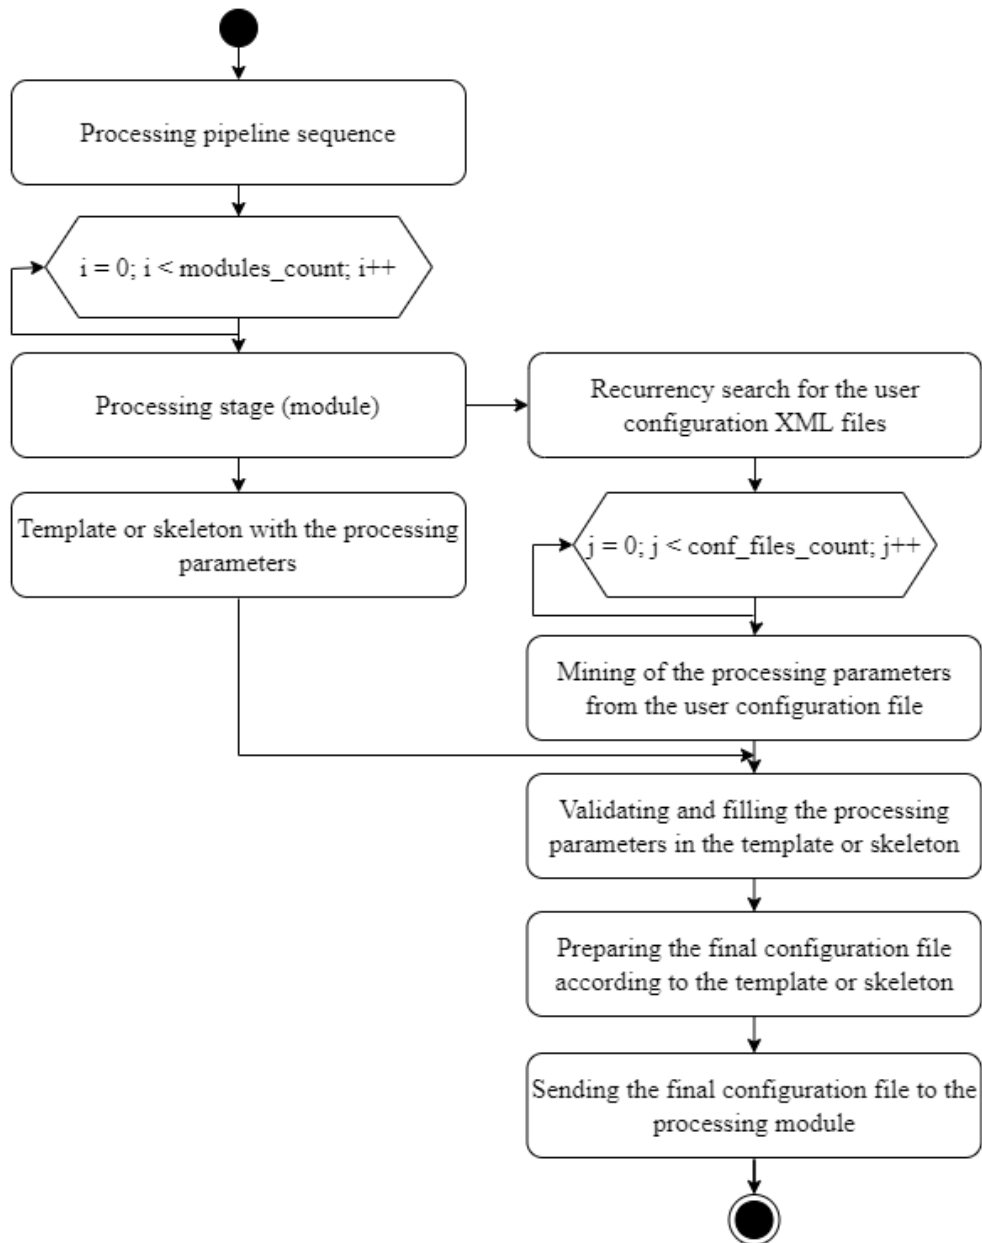 Processing pipeline sequence
i = 0; i < modules_count; i++
Processing stage (module)
Recurrency search for the user
configuration XML files
Template or skeleton with the processing
parameters
j = 0; j < conf_files_count; j++
Mining of the processing parameters
from the user configuration file
Validating and filling the processing
parameters in the template or skeleton
Preparing the final configuration file
according to the template or skeleton
Sending the final configuration file to the
processing module